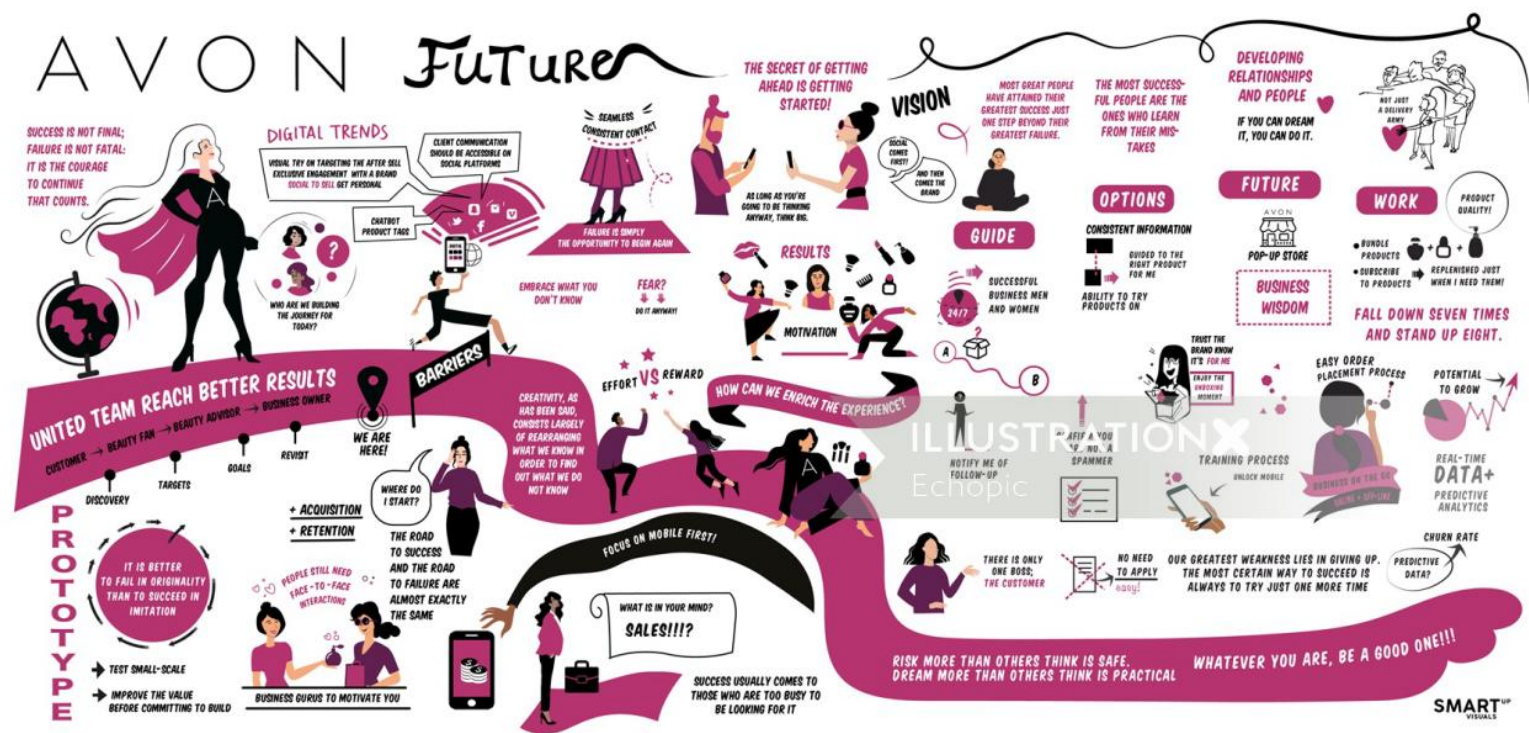 AVON FUTURE
SUCCESS IS NOT FINAL;
FAILURE IS NOT FATAL:
IT IS THE COURAGE
TO CONTINUE
THAT COUNTS.
A
DIGITAL TRENDS
VISUAL TRY ON TARGETING THE AFTER SELL
EXCLUSIVE ENGAGEMENT WITH A BRAND
SOCIAL TO SELL GET PERSONAL
CLIENT COMMUNICATION
SHOULD BE ACCESSIBLE ON
SOCIAL PLATFORMS
CHATBOT
PRODUCT TAGS
?
WHO ARE WE BUILDING
THE JOURNEY FOR
TODAY?
SEAMLESS
CONSISTENT CONTACT
FAILURE IS SIMPLY
THE OPPORTUNITY TO BEGIN AGAIN
EMBRACE WHAT YOU
DON'T KNOW
FEAR?
DO IT ANYWAY!
THE SECRET OF GETTING
AHEAD IS GETTING
STARTED!
AS LONG AS YOU'RE
GOING TO BE THINKING
ANYWAY, THINK BIG.
SOCIAL
COMES
FIRST!
AND THEN
COMES THE
BRAND
RESULTS
MOTIVATION
VISION
MOST GREAT PEOPLE
HAVE ATTAINED THEIR
GREATEST SUCCESS JUST
ONE STEP BEYOND THEIR
GREATEST FAILURE.
THE MOST SUCCESS-
FUL PEOPLE ARE THE
ONES WHO LEARN
FROM THEIR MIS-
TAKES
DEVELOPING
RELATIONSHIPS
AND PEOPLE
IF YOU CAN DREAM
IT, YOU CAN DO IT.
NOT JUST
A DELIVERY
ARMY
GUIDE
24/7
SUCCESSFUL
BUSINESS MEN
AND WOMEN
A
?
B
OPTIONS
CONSISTENT INFORMATION
GUIDED TO THE
RIGHT PRODUCT
FOR ME
ABILITY TO TRY
PRODUCTS ON
FUTURE
AVON
POP-UP STORE
BUSINESS
WISDOM
WORK
PRODUCT
QUALITY!
BUNDLE
PRODUCTS
+ +
SUBSCRIBE
TO PRODUCTS
REPLENISHED JUST
WHEN I NEED THEM!
FALL DOWN SEVEN TIMES
AND STAND UP EIGHT.
UNITED TEAM REACH BETTER RESULTS
CUSTOMER → BEAUTY FAN → BEAUTY ADVISOR → BUSINESS OWNER
DISCOVERY
TARGETS
GOALS
REVISIT
WE ARE
HERE!
BARRIERS
CREATIVITY, AS
HAS BEEN SAID,
CONSISTS LARGELY
OF REARRANGING
WHAT WE KNOW IN
ORDER TO FIND
OUT WHAT WE DO
NOT KNOW
EFFORT VS REWARD
HOW CAN WE ENRICH THE EXPERIENCE?
A
NOTIFY ME OF
FOLLOW-UP
SPAMMER
TRUST THE
BRAND KNOW
IT'S FOR ME
ENJOY THE
UNBOXING
MOMENT
TRAINING PROCESS
UNLOCK MOBILE
EASY ORDER
PLACEMENT PROCESS
BUSINESS ON THE GO
ONLINE + OFF-LINE
POTENTIAL
TO GROW
REAL-TIME
DATA+
PREDICTIVE
ANALYTICS
CHURN RATE
PREDICTIVE
DATA?
ILLUSTRATIONX
Echopic
PROTOTYPE
IT IS BETTER
TO FAIL IN ORIGINALITY
THAN TO SUCCEED IN
IMITATION
→ TEST SMALL-SCALE
→ IMPROVE THE VALUE
BEFORE COMMITTING TO BUILD
+ ACQUISITION
+ RETENTION
PEOPLE STILL NEED
FACE-TO-FACE
INTERACTIONS
BUSINESS GURUS TO MOTIVATE YOU
WHERE DO
I START?
THE ROAD
TO SUCCESS
AND THE ROAD
TO FAILURE ARE
ALMOST EXACTLY
THE SAME
FOCUS ON MOBILE FIRST!
WHAT IS IN YOUR MIND?
SALES!!!?
SUCCESS USUALLY COMES TO
THOSE WHO ARE TOO BUSY TO
BE LOOKING FOR IT
THERE IS ONLY
ONE BOSS;
THE CUSTOMER
NO NEED
TO APPLY
easy!
OUR GREATEST WEAKNESS LIES IN GIVING UP.
THE MOST CERTAIN WAY TO SUCCEED IS
ALWAYS TO TRY JUST ONE MORE TIME
RISK MORE THAN OTHERS THINK IS SAFE.
DREAM MORE THAN OTHERS THINK IS PRACTICAL
WHATEVER YOU ARE, BE A GOOD ONE!!!
SMART UP
VISUALS